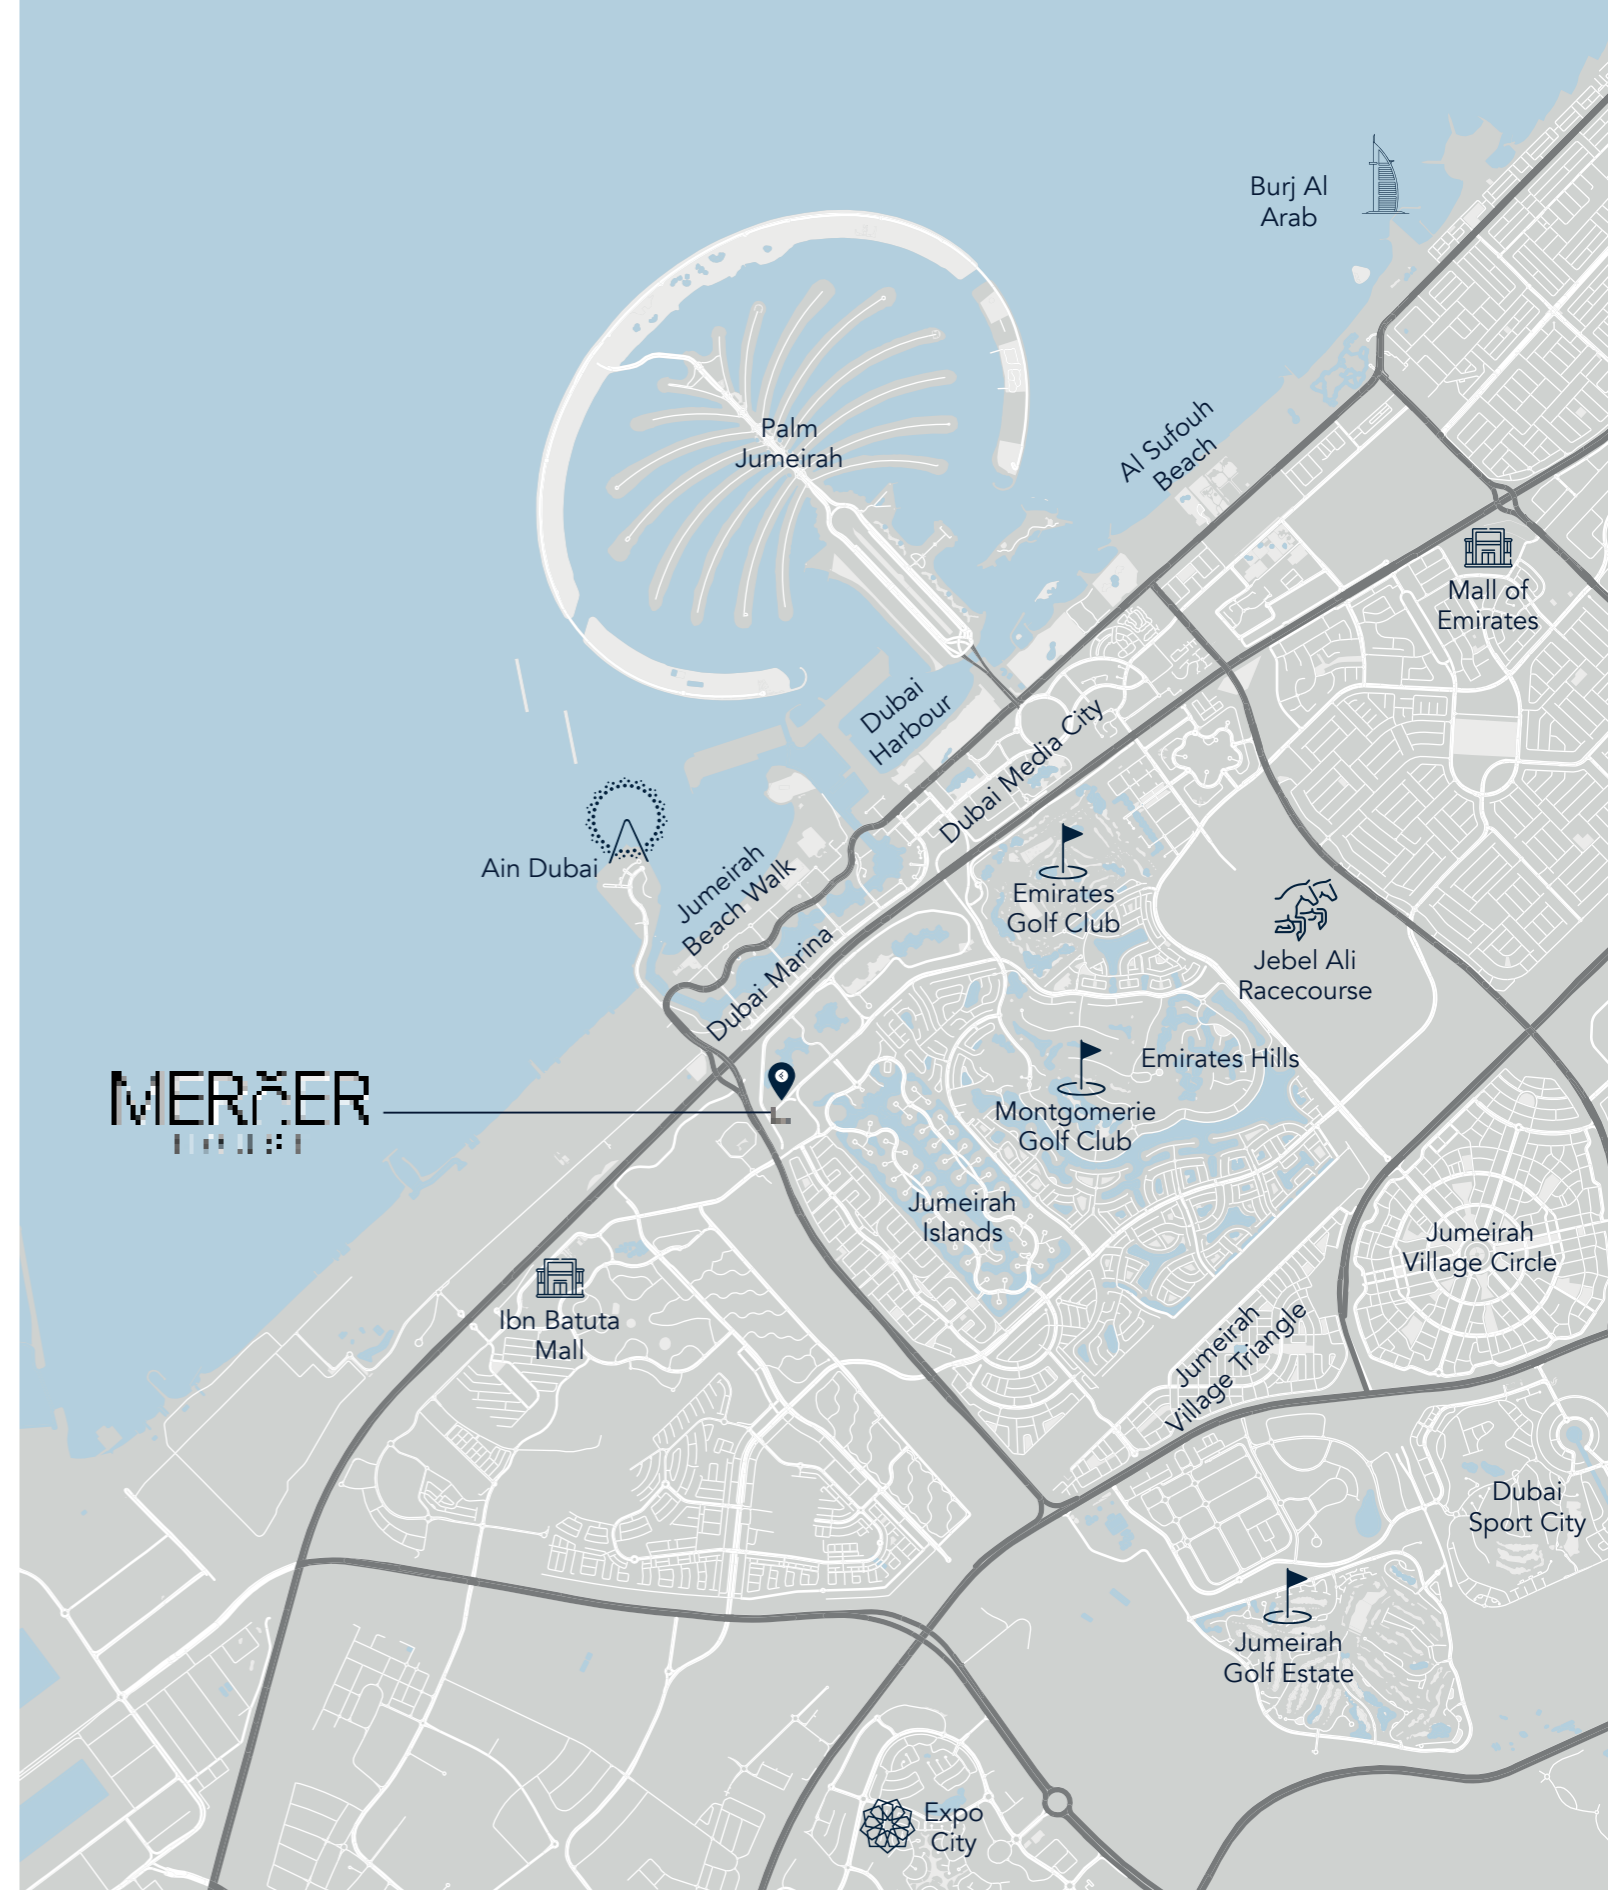 Burj Al
Arab
Palm
Jumeirah
Al Sufouh
Beach
Mall of
Emirates
Dubai
Harbour
Dubai Media City
Ain Dubai
Jumeirah
Beach Walk
Emirates
Golf Club
Jebel Ali
Racecourse
Dubai Marina
Emirates Hills
MERCER
Montgomerie
Golf Club
Jumeirah
Islands
Jumeirah
Village Circle
Ibn Batuta
Mall
Jumeirah
Village Triangle
Dubai
Sport City
Jumeirah
Golf Estate
Expo
City